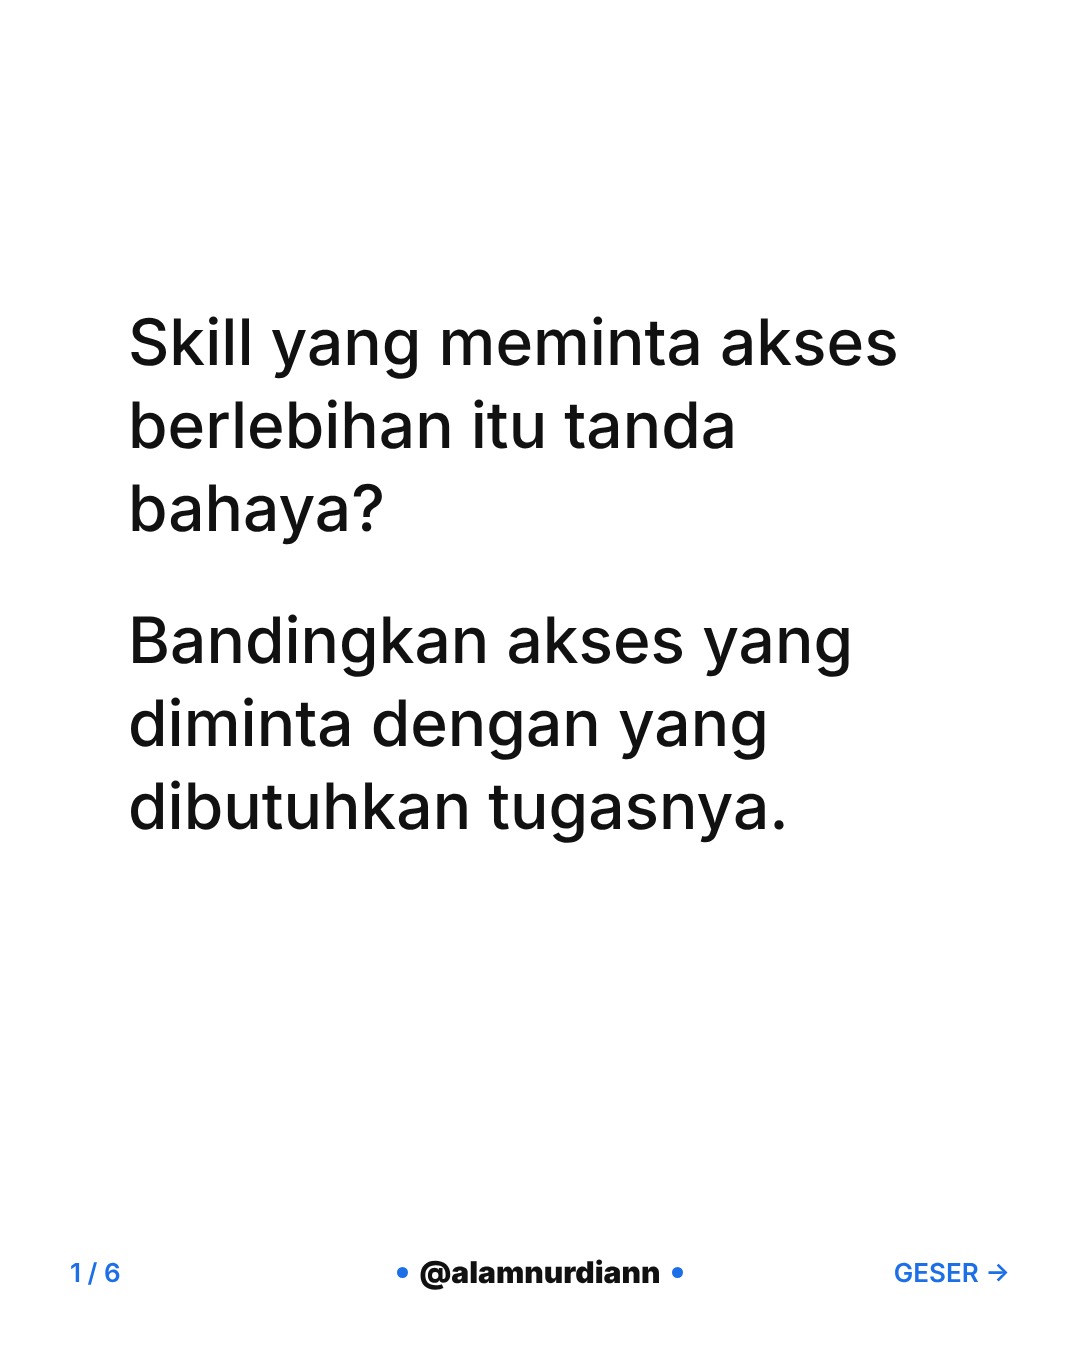 Skill yang meminta akses
berlebihan itu tanda
bahaya?
Bandingkan akses yang
diminta dengan yang
dibutuhkan tugasnya.
1 / 6
• @alamnurdiann •
GESER →